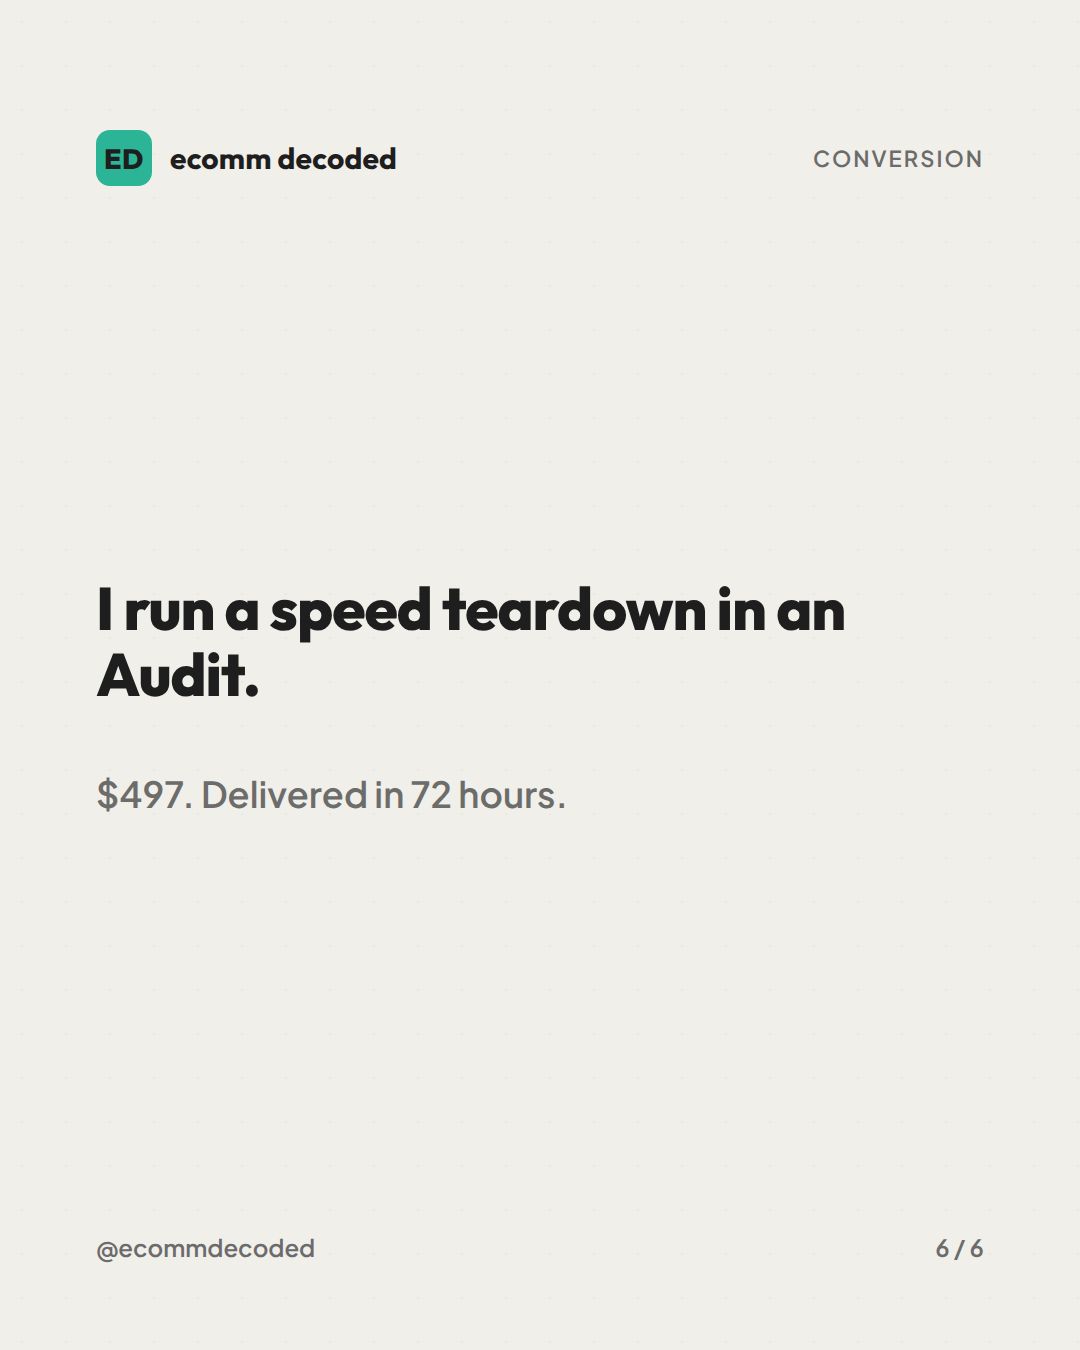 ED
ecomm decoded
CONVERSION
I run a speed teardown in an
Audit.
$497. Delivered in 72 hours.
@ecommdecoded
6 / 6